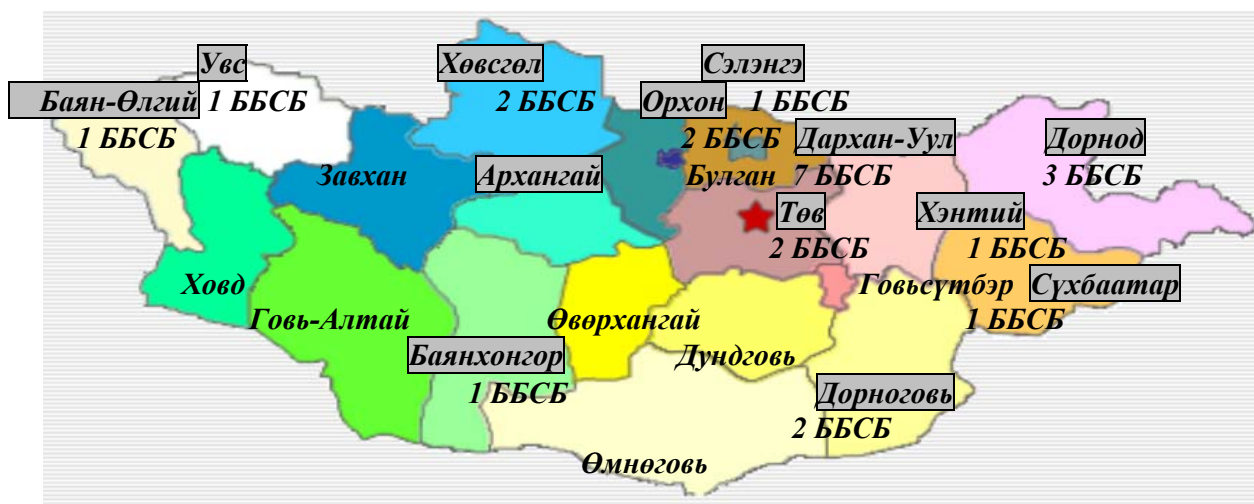 Увс
1 ББСБ
Баян-Өлгий
1 ББСБ
Хөвсгөл
2 ББСБ
Сэлэнгэ
1 ББСБ
Орхон
2 ББСБ
Булган
Дархан-Уул
7 ББСБ
Дорнод
3 ББСБ
Завхан
Архангай
Төв
2 ББСБ
Хэнтий
1 ББСБ
Ховд
Говь-Алтай
Өвөрхангай
Говьсүтбэр
Сүхбаатар
1 ББСБ
Баянхонгор
1 ББСБ
Дундговь
Дорноговь
2 ББСБ
Өмнөговь